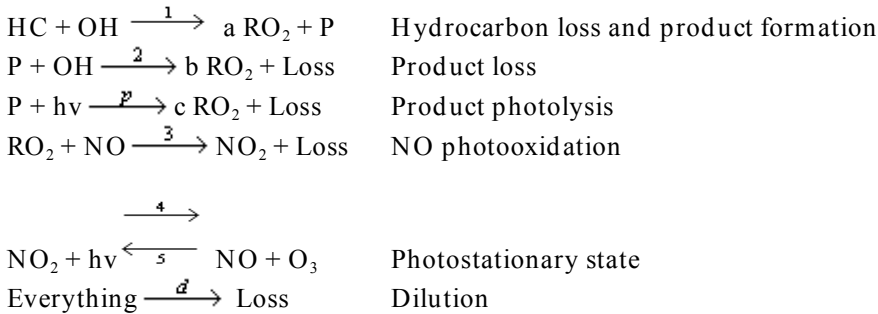 HC + OH 1⟶ a RO₂ + P Hydrocarbon loss and product formation
P + OH 2⟶ b RO₂ + Loss Product loss
P + hv p⟶ c RO₂ + Loss Product photolysis
RO₂ + NO 3⟶ NO₂ + Loss NO photooxidation
4⟶
NO₂ + hv ⟵5 NO + O₃ Photostationary state
Everything d⟶ Loss Dilution